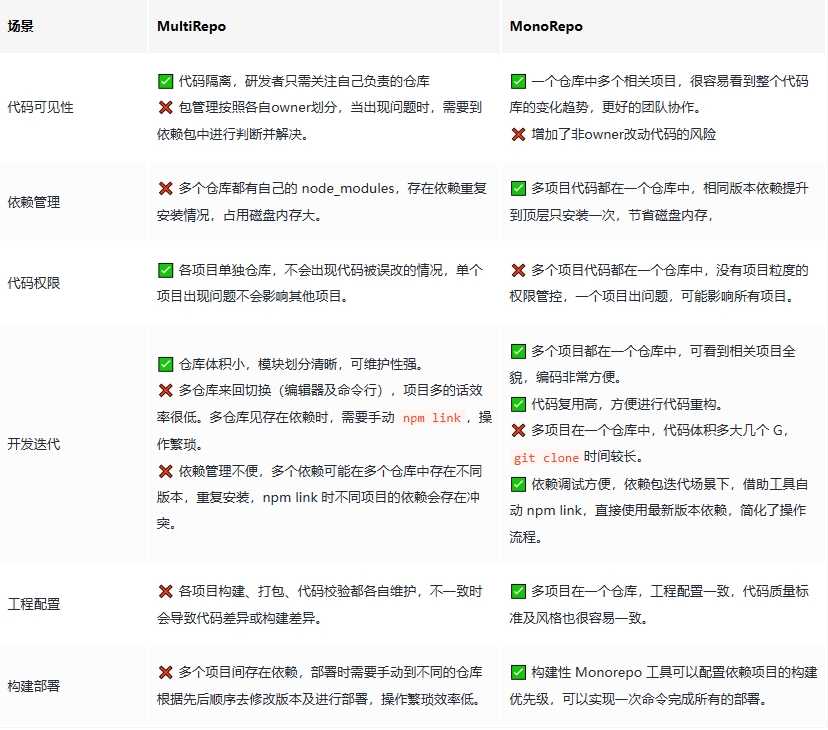 场景
MultiRepo
MonoRepo
代码可见性
✅ 代码隔离，研发者只需关注自己负责的仓库
❌ 包管理按照各自owner划分，当出现问题时，需要到
依赖包中进行判断并解决。
✅ 一个仓库中多个相关项目，很容易看到整个代码
库的变化趋势，更好的团队协作。
❌ 增加了非owner改动代码的风险
依赖管理
❌ 多个仓库都有自己的 node_modules，存在依赖重复
安装情况，占用磁盘内存大。
✅ 多项目代码都在一个仓库中，相同版本依赖提升
到顶层只安装一次，节省磁盘内存，
代码权限
✅ 各项目单独仓库，不会出现代码被误改的情况，单个
项目出现问题不会影响其他项目。
❌ 多个项目代码都在一个仓库中，没有项目粒度的
权限管控，一个项目出问题，可能影响所有项目。
开发迭代
✅ 仓库体积小，模块划分清晰，可维护性强。
❌ 多仓库来回切换（编辑器及命令行），项目多的话效
率很低。多仓库见存在依赖时，需要手动 npm link，操
作繁琐。
❌ 依赖管理不便，多个依赖可能在多个仓库中存在不同
版本，重复安装，npm link 时不同项目的依赖会存在冲
突。
✅ 多个项目都在一个仓库中，可看到相关项目全
貌，编码非常方便。
✅ 代码复用高，方便进行代码重构。
❌ 多项目在一个仓库中，代码体积多大几个 G，
git clone 时间较长。
✅ 依赖调试方便，依赖包迭代场景下，借助工具自
动 npm link，直接使用最新版本依赖，简化了操作
流程。
工程配置
❌ 各项目构建、打包、代码校验都各自维护，不一致时
会导致代码差异或构建差异。
✅ 多项目在一个仓库，工程配置一致，代码质量标
准及风格也很容易一致。
构建部署
❌ 多个项目间存在依赖，部署时需要手动到不同的仓库
根据先后顺序去修改版本及进行部署，操作繁琐效率低。
✅ 构建性 Monorepo 工具可以配置依赖项目的构建
优先级，可以实现一次命令完成所有的部署。